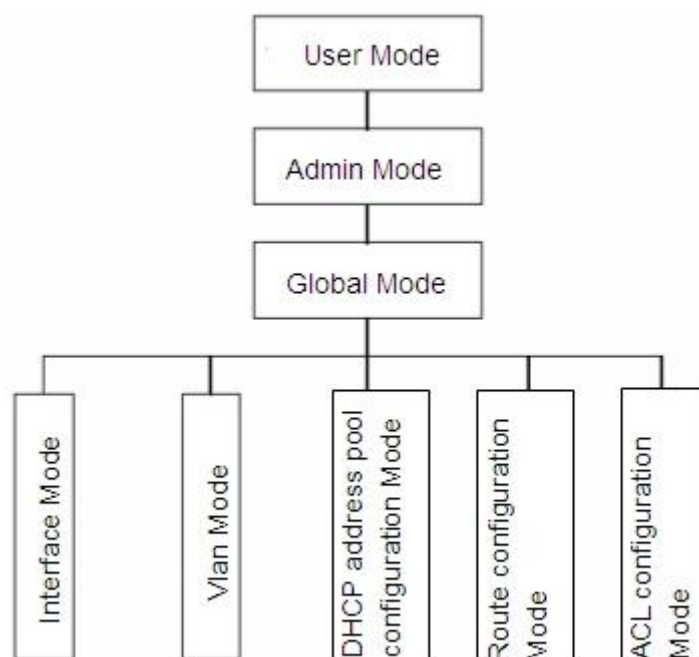 User Mode
Admin Mode
Global Mode
Interface Mode
Vlan Mode
DHCP address pool
configuration Mode
Route configuration
Mode
ACL configuration
Mode